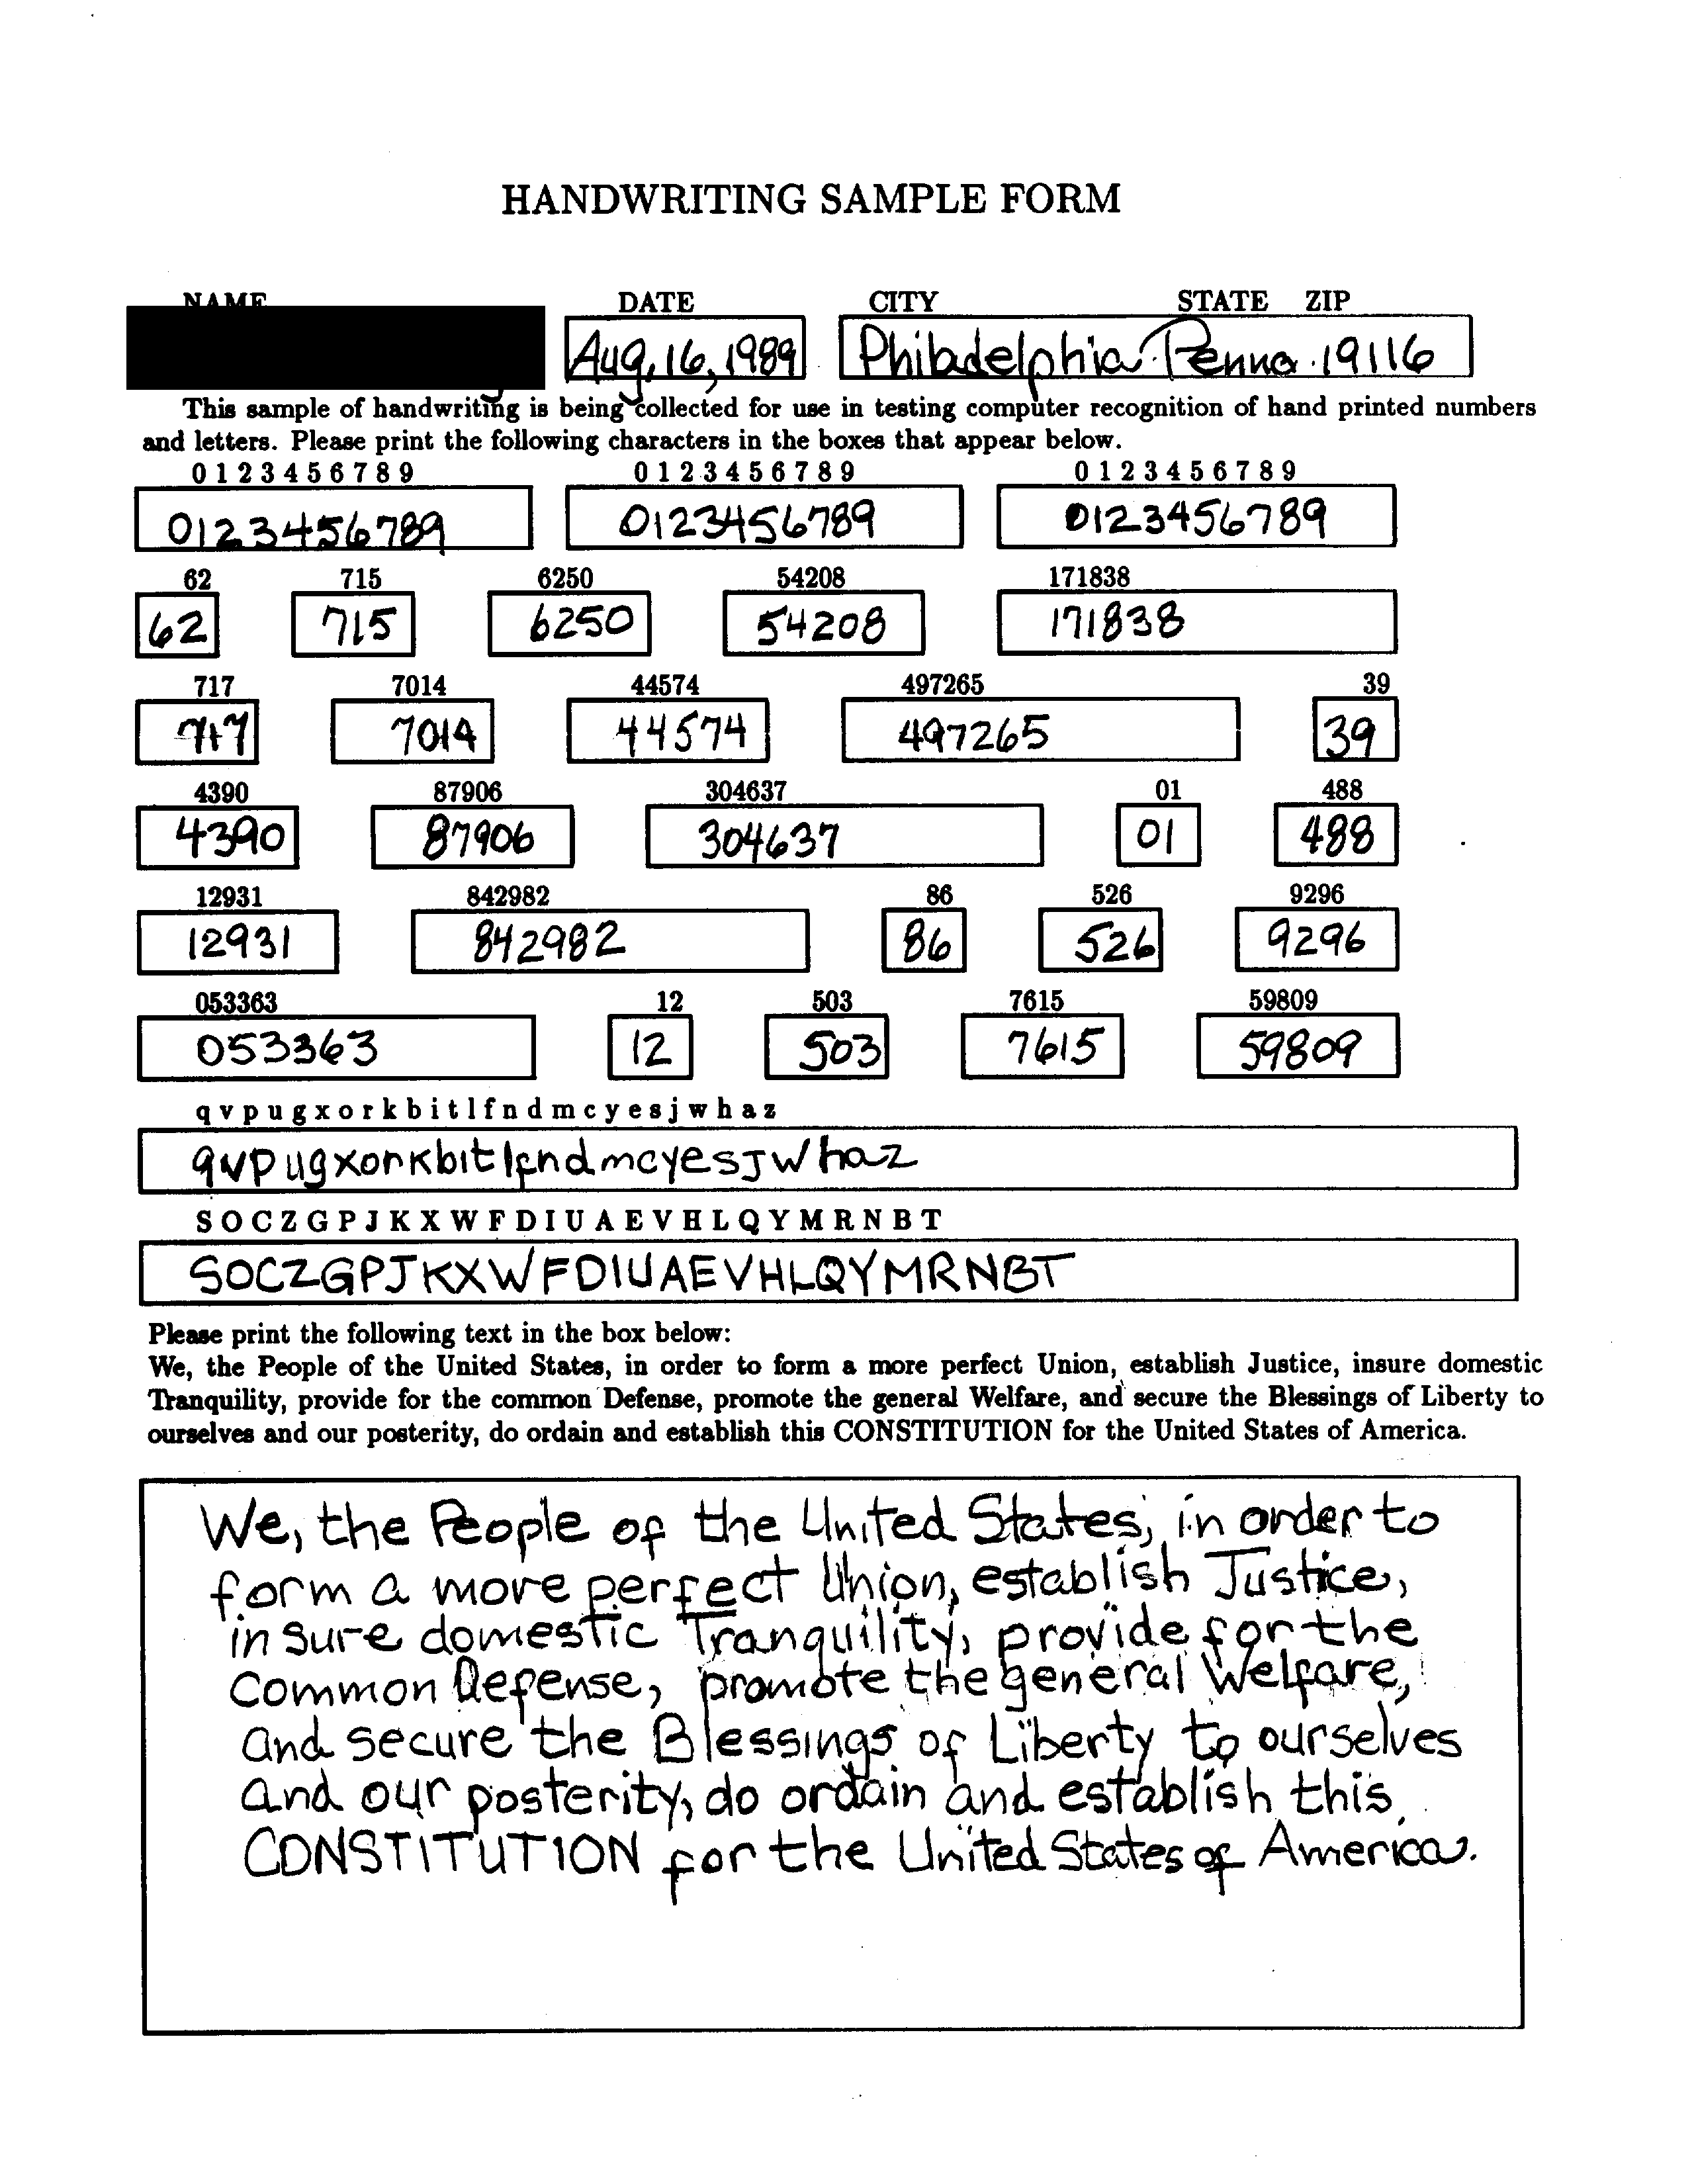 HANDWRITING SAMPLE FORM
NAME DATE CITY STATE ZIP
Aug, 16, 1989 Philadelphia Penna. 19116
This sample of handwriting is being collected for use in testing computer recognition of hand printed numbers
and letters. Please print the following characters in the boxes that appear below.
0 1 2 3 4 5 6 7 8 9 0 1 2 3 4 5 6 7 8 9 0 1 2 3 4 5 6 7 8 9
0123456789 0123456789 0123456789
62 715 6250 54208 171838
62 715 6250 54208 171838
717 7014 44574 497265 39
717 7014 44574 497265 39
4390 87906 304637 01 488
4390 87906 304637 01 488
12931 842982 86 526 9296
12931 842982 86 526 9296
053363 12 503 7615 59809
053363 12 503 7615 59809
q v p u g x o r k b i t l f n d m c y e s j w h a z
qvpugxorkbitlfndmcyesjwhaz
S O C Z G P J K X W F D I U A E V H L Q Y M R N B T
SOCZGPJKXWFDIUAEVHLQYMRNBT
Please print the following text in the box below:
We, the People of the United States, in order to form a more perfect Union, establish Justice, insure domestic
Tranquility, provide for the common Defense, promote the general Welfare, and secure the Blessings of Liberty to
ourselves and our posterity, do ordain and establish this CONSTITUTION for the United States of America.
We, the People of the United States, in order to
form a more perfect Union, establish Justice,
insure domestic Tranquility, provide for the
Common Defense, promote the general Welfare,
and secure the Blessings of Liberty to ourselves
and our posterity, do ordain and establish this
CONSTITUTION for the United States of America.